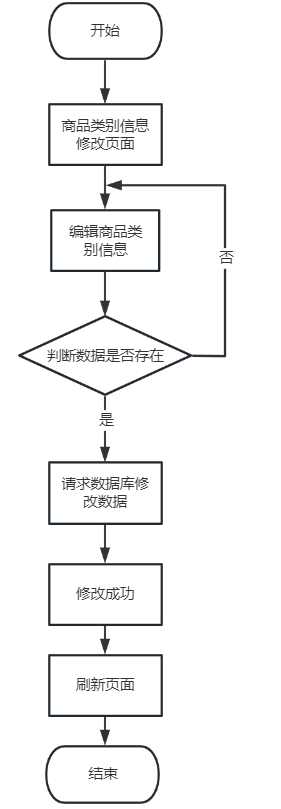 开始
商品类别信息
修改页面
编辑商品类
别信息
否
判断数据是否存在
是
请求数据库修
改数据
修改成功
刷新页面
结束